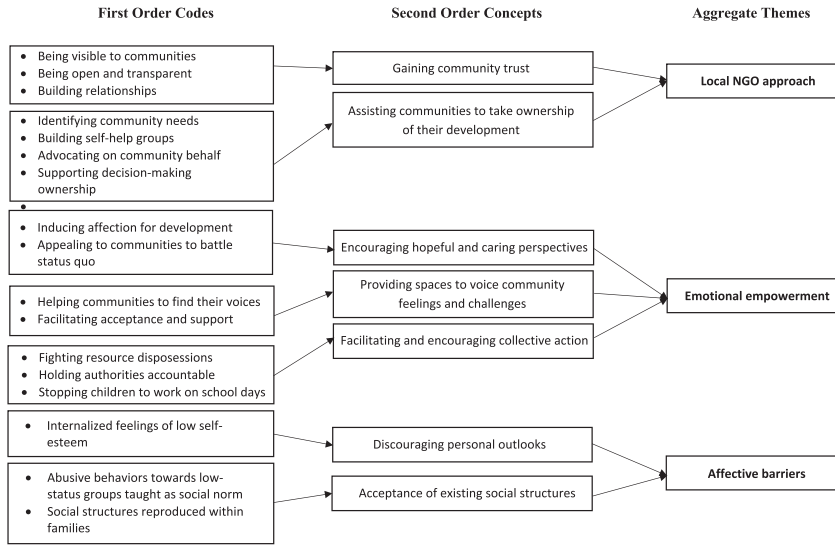 First Order Codes
Second Order Concepts
Aggregate Themes
• Being visible to communities
• Being open and transparent
• Building relationships
Gaining community trust
Local NGO approach
• Identifying community needs
• Building self-help groups
• Advocating on community behalf
• Supporting decision-making
ownership
•
Assisting communities to take ownership
of their development
• Inducing affection for development
• Appealing to communities to battle
status quo
Encouraging hopeful and caring perspectives
• Helping communities to find their voices
• Facilitating acceptance and support
Providing spaces to voice community
feelings and challenges
Emotional empowerment
• Fighting resource disposessions
• Holding authorities accountable
• Stopping children to work on school days
Facilitating and encouraging collective action
• Internalized feelings of low self-
esteem
Discouraging personal outlooks
Affective barriers
• Abusive behaviors towards low-
status groups taught as social norm
• Social structures reproduced within
families
Acceptance of existing social structures